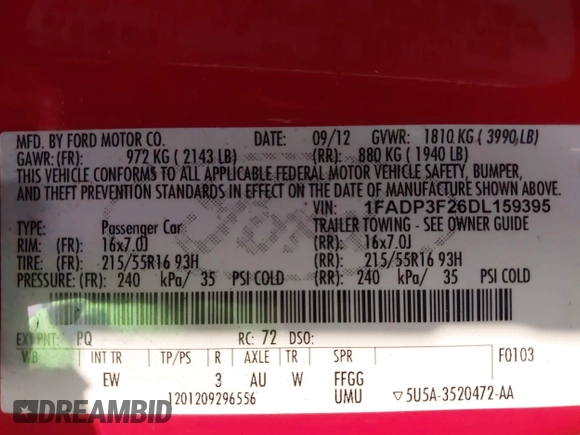 MFD. BY FORD MOTOR CO. DATE: 09/12 GVWR: 1810 KG ( 3990 LB)
GAWR: (FR): 972 KG ( 2143 LB) (RR): 880 KG ( 1940 LB)
THIS VEHICLE CONFORMS TO ALL APPLICABLE FEDERAL MOTOR VEHICLE SAFETY, BUMPER,
AND THEFT PREVENTION STANDARDS IN EFFECT ON THE DATE OF MANUFACTURE SHOWN ABOVE.
VIN: 1FADP3F26DL159395
TYPE: Passenger Car TRAILER TOWING - SEE OWNER GUIDE
RIM: (FR) 16x7.0J (RR): 16x7.0J
TIRE: (FR) 215/55R16 93H (RR): 215/55R16 93H
PRESSURE: (FR): 240 kPa/ 35 PSI COLD (RR): 240 kPa/ 35 PSI COLD
EXT PNT: PQ RC: 72 DSO:
WB INT TR TP/PS R AXLE TR SPR F0103
EW 3 AU W FFGG
1201209296556 UMU ▽5U5A-3520472-AA
Ford
DREAMBID